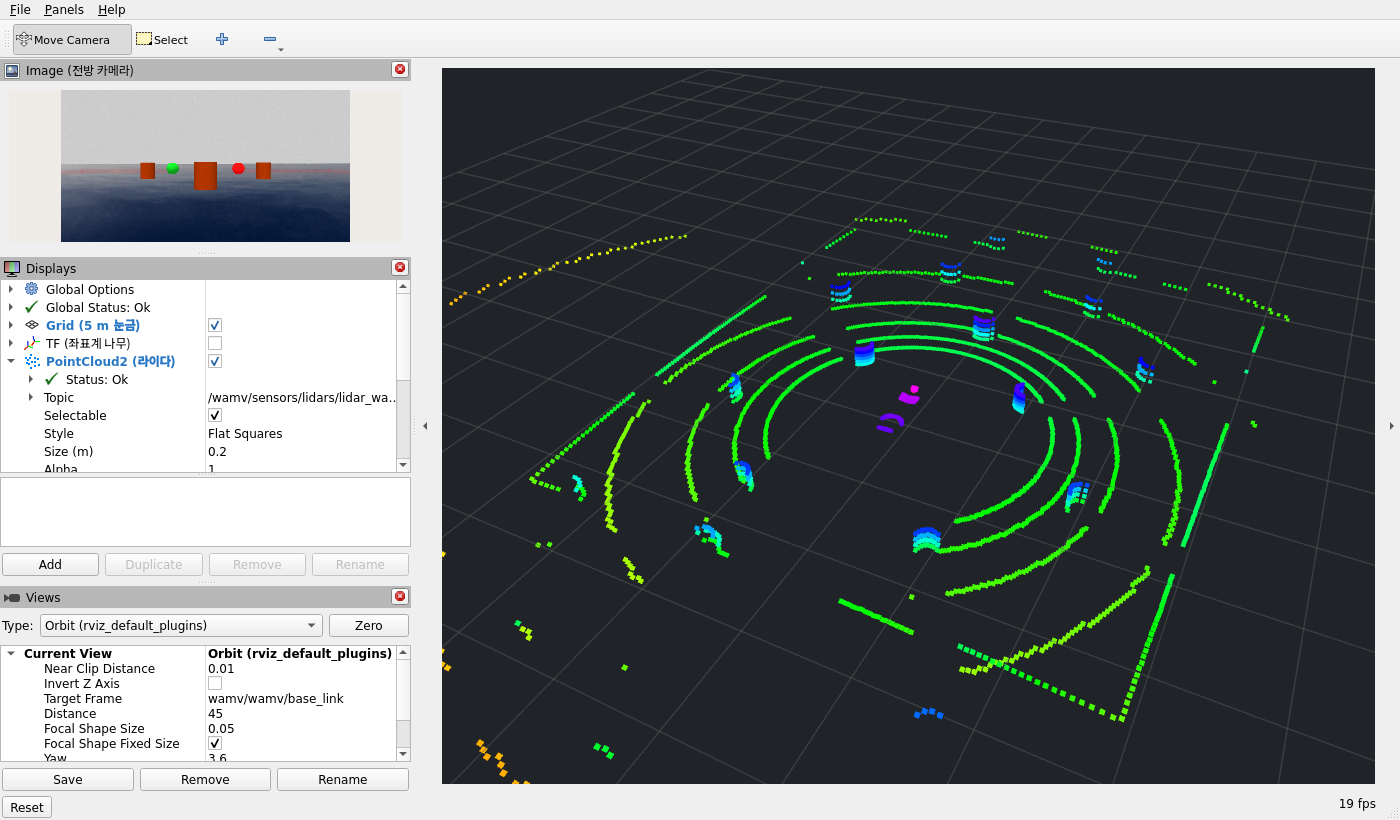 File Panels Help
Move Camera Select
Image (전방 카메라)
Displays
Global Options
Global Status: Ok
Grid (5 m 눈금)
TF (좌표계 나무)
PointCloud2 (라이다)
Status: Ok
Topic /wamv/sensors/lidars/lidar_wa...
Selectable
Style Flat Squares
Size (m) 0.2
Alpha 1
Add Duplicate Remove Rename
Views
Type: Orbit (rviz_default_plugins) Zero
Current View Orbit (rviz_default_plugins)
Near Clip Distance 0.01
Invert Z Axis
Target Frame wamv/wamv/base_link
Distance 45
Focal Shape Size 0.05
Focal Shape Fixed Size
Yaw 3.6
Save Remove Rename
Reset 19 fps